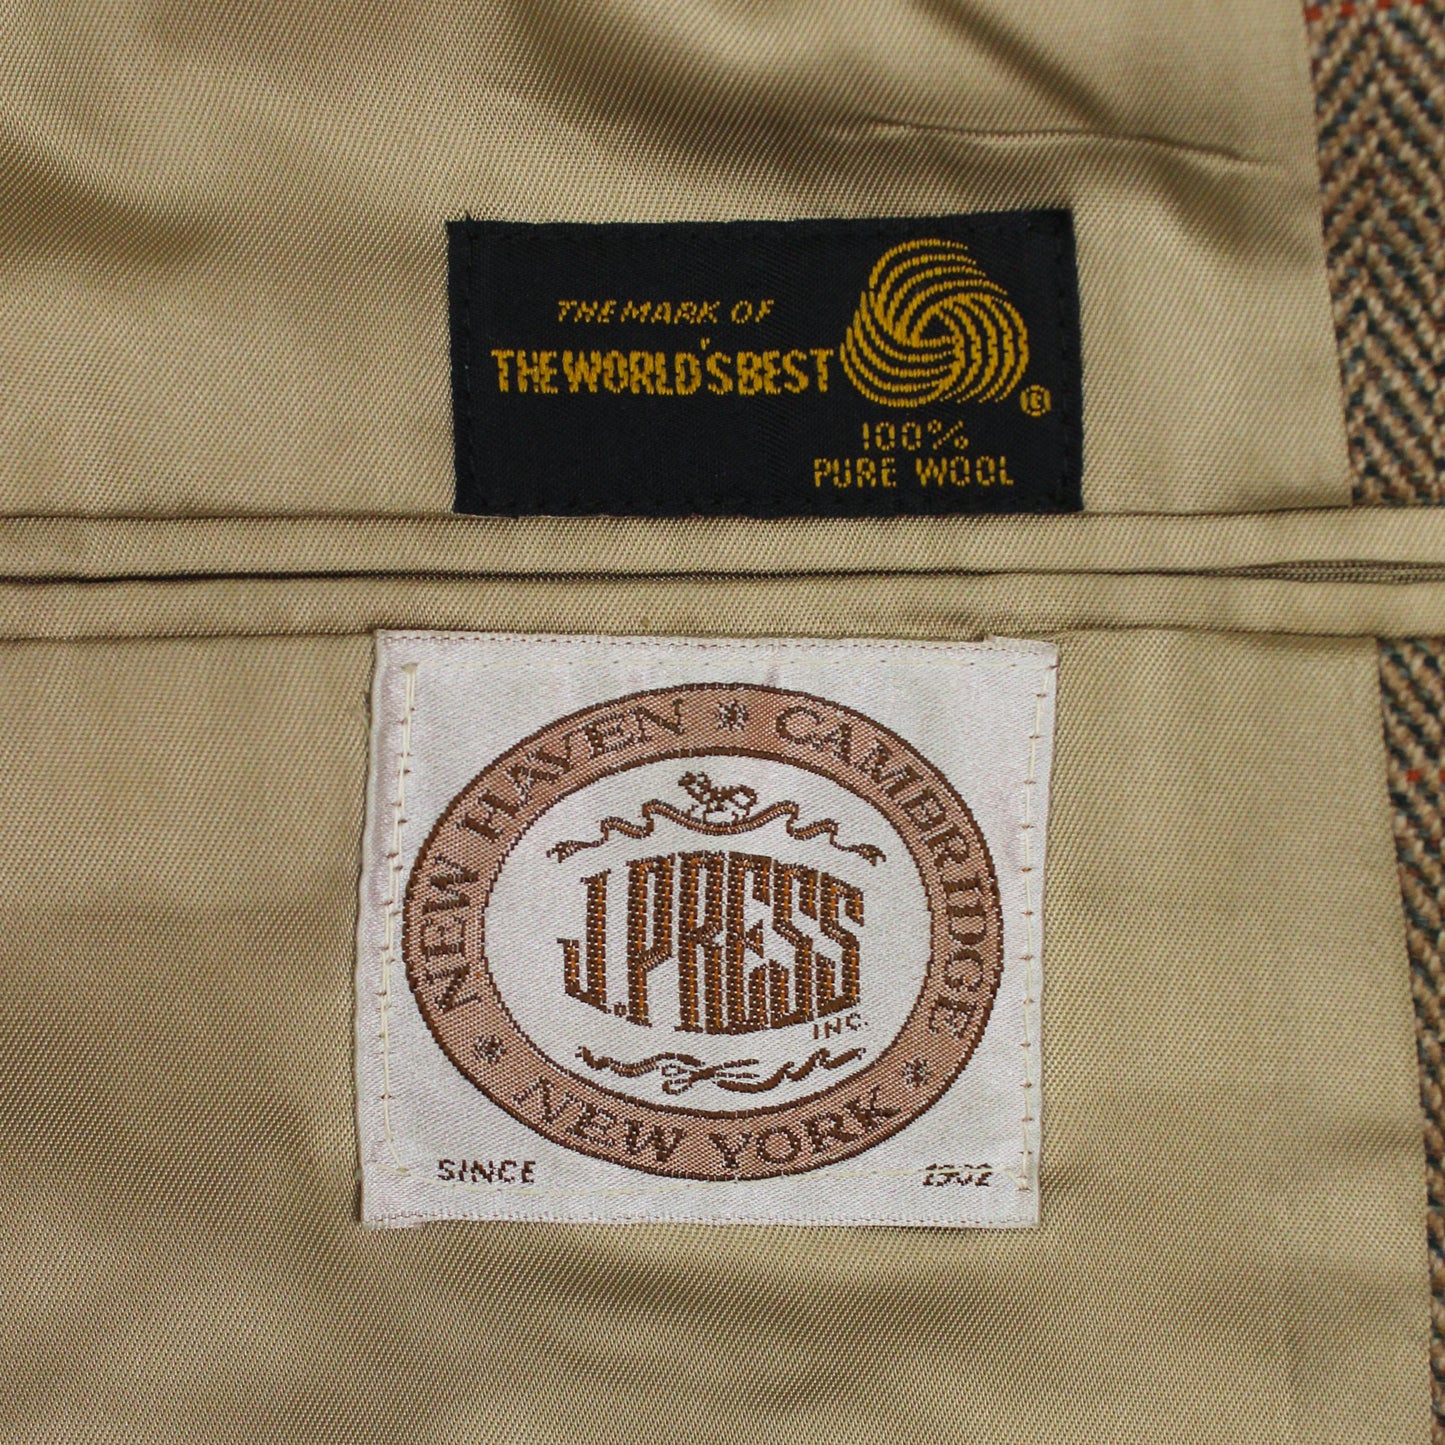 THE MARK OF
THE WORLD'S BEST
100%
PURE WOOL
NEW HAVEN * CAMBRIDGE * NEW YORK *
J.PRESS
INC.
SINCE 1902